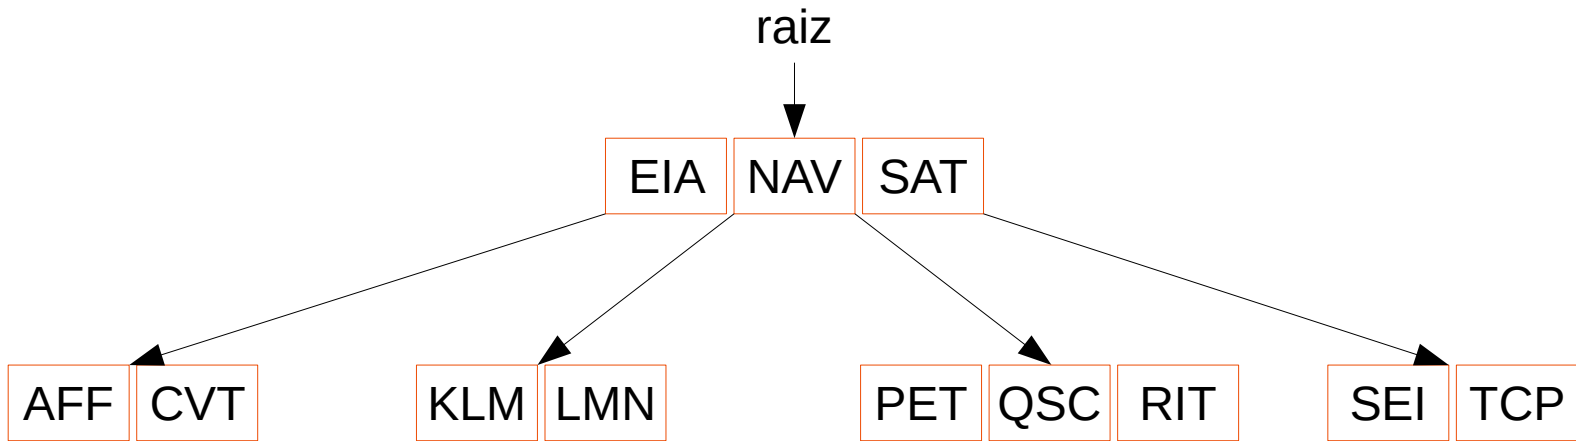 raiz
EIA NAV SAT
AFF CVT KLM LMN PET QSC RIT SEI TCP